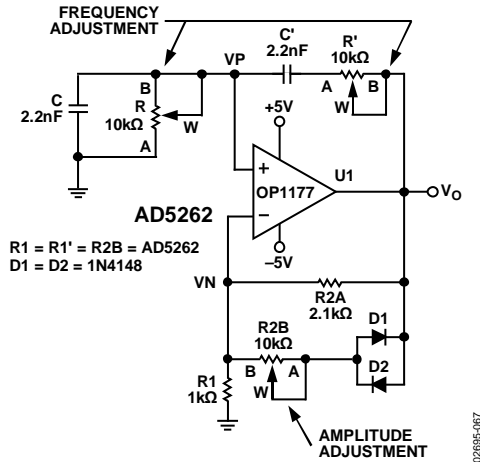 FREQUENCY
ADJUSTMENT
C'
2.2nF
R'
10kΩ
VP
A
B
W
C
2.2nF
B
R
10kΩ
W
A
+5V
+
−
OP1177
U1
VO
−5V
AD5262
R1 = R1' = R2B = AD5262
D1 = D2 = 1N4148
VN
R2A
2.1kΩ
D1
D2
R2B
10kΩ
B
A
W
R1
1kΩ
AMPLITUDE
ADJUSTMENT
02695-067